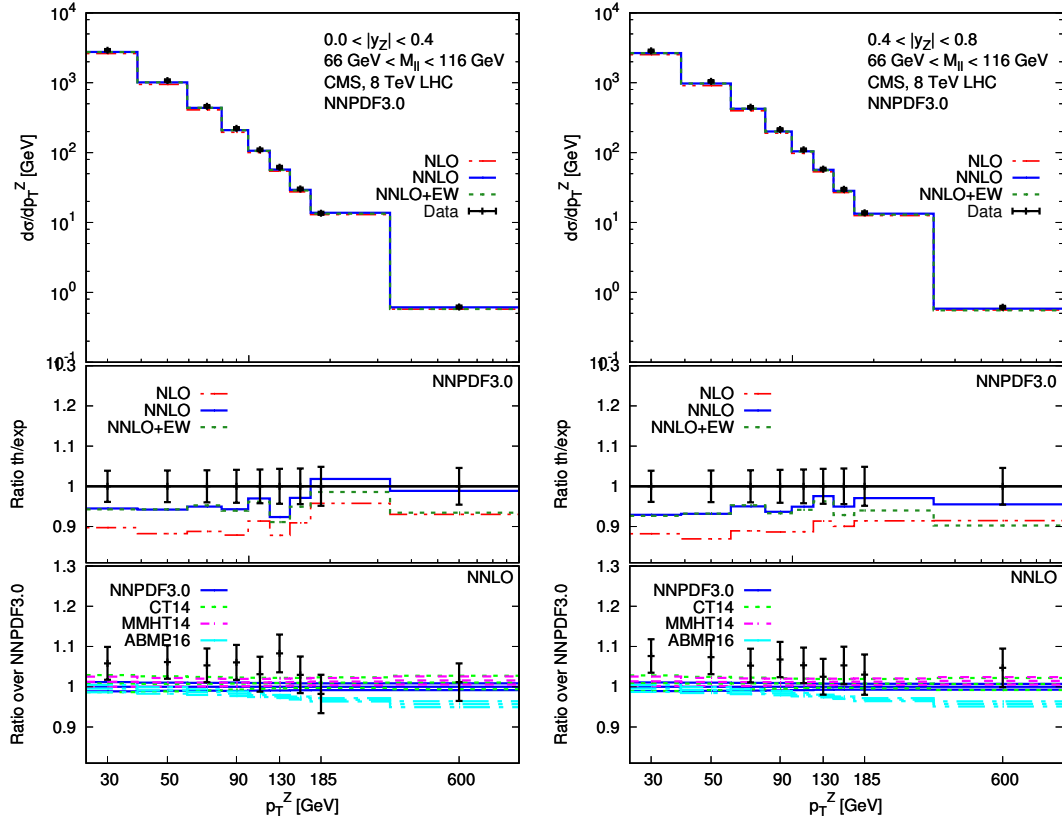 10^4
10^3
10^2
10^1
10^0
10^-1
dσ/dp_T^Z [GeV]
0.0 < |y_Z| < 0.4
66 GeV < M_ll < 116 GeV
CMS, 8 TeV LHC
NNPDF3.0
NLO
NNLO
NNLO+EW
Data
1.3
1.2
1.1
1
0.9
Ratio th/exp
NNPDF3.0
NLO
NNLO
NNLO+EW
1.3
1.2
1.1
1
0.9
Ratio over NNPDF3.0
NNLO
NNPDF3.0
CT14
MMHT14
ABMP16
30 50 90 130 185 600
p_T^Z [GeV]
10^4
10^3
10^2
10^1
10^0
10^-1
dσ/dp_T^Z [GeV]
0.4 < |y_Z| < 0.8
66 GeV < M_ll < 116 GeV
CMS, 8 TeV LHC
NNPDF3.0
NLO
NNLO
NNLO+EW
Data
1.3
1.2
1.1
1
0.9
Ratio th/exp
NNPDF3.0
NLO
NNLO
NNLO+EW
1.3
1.2
1.1
1
0.9
Ratio over NNPDF3.0
NNLO
NNPDF3.0
CT14
MMHT14
ABMP16
30 50 90 130 185 600
p_T^Z [GeV]